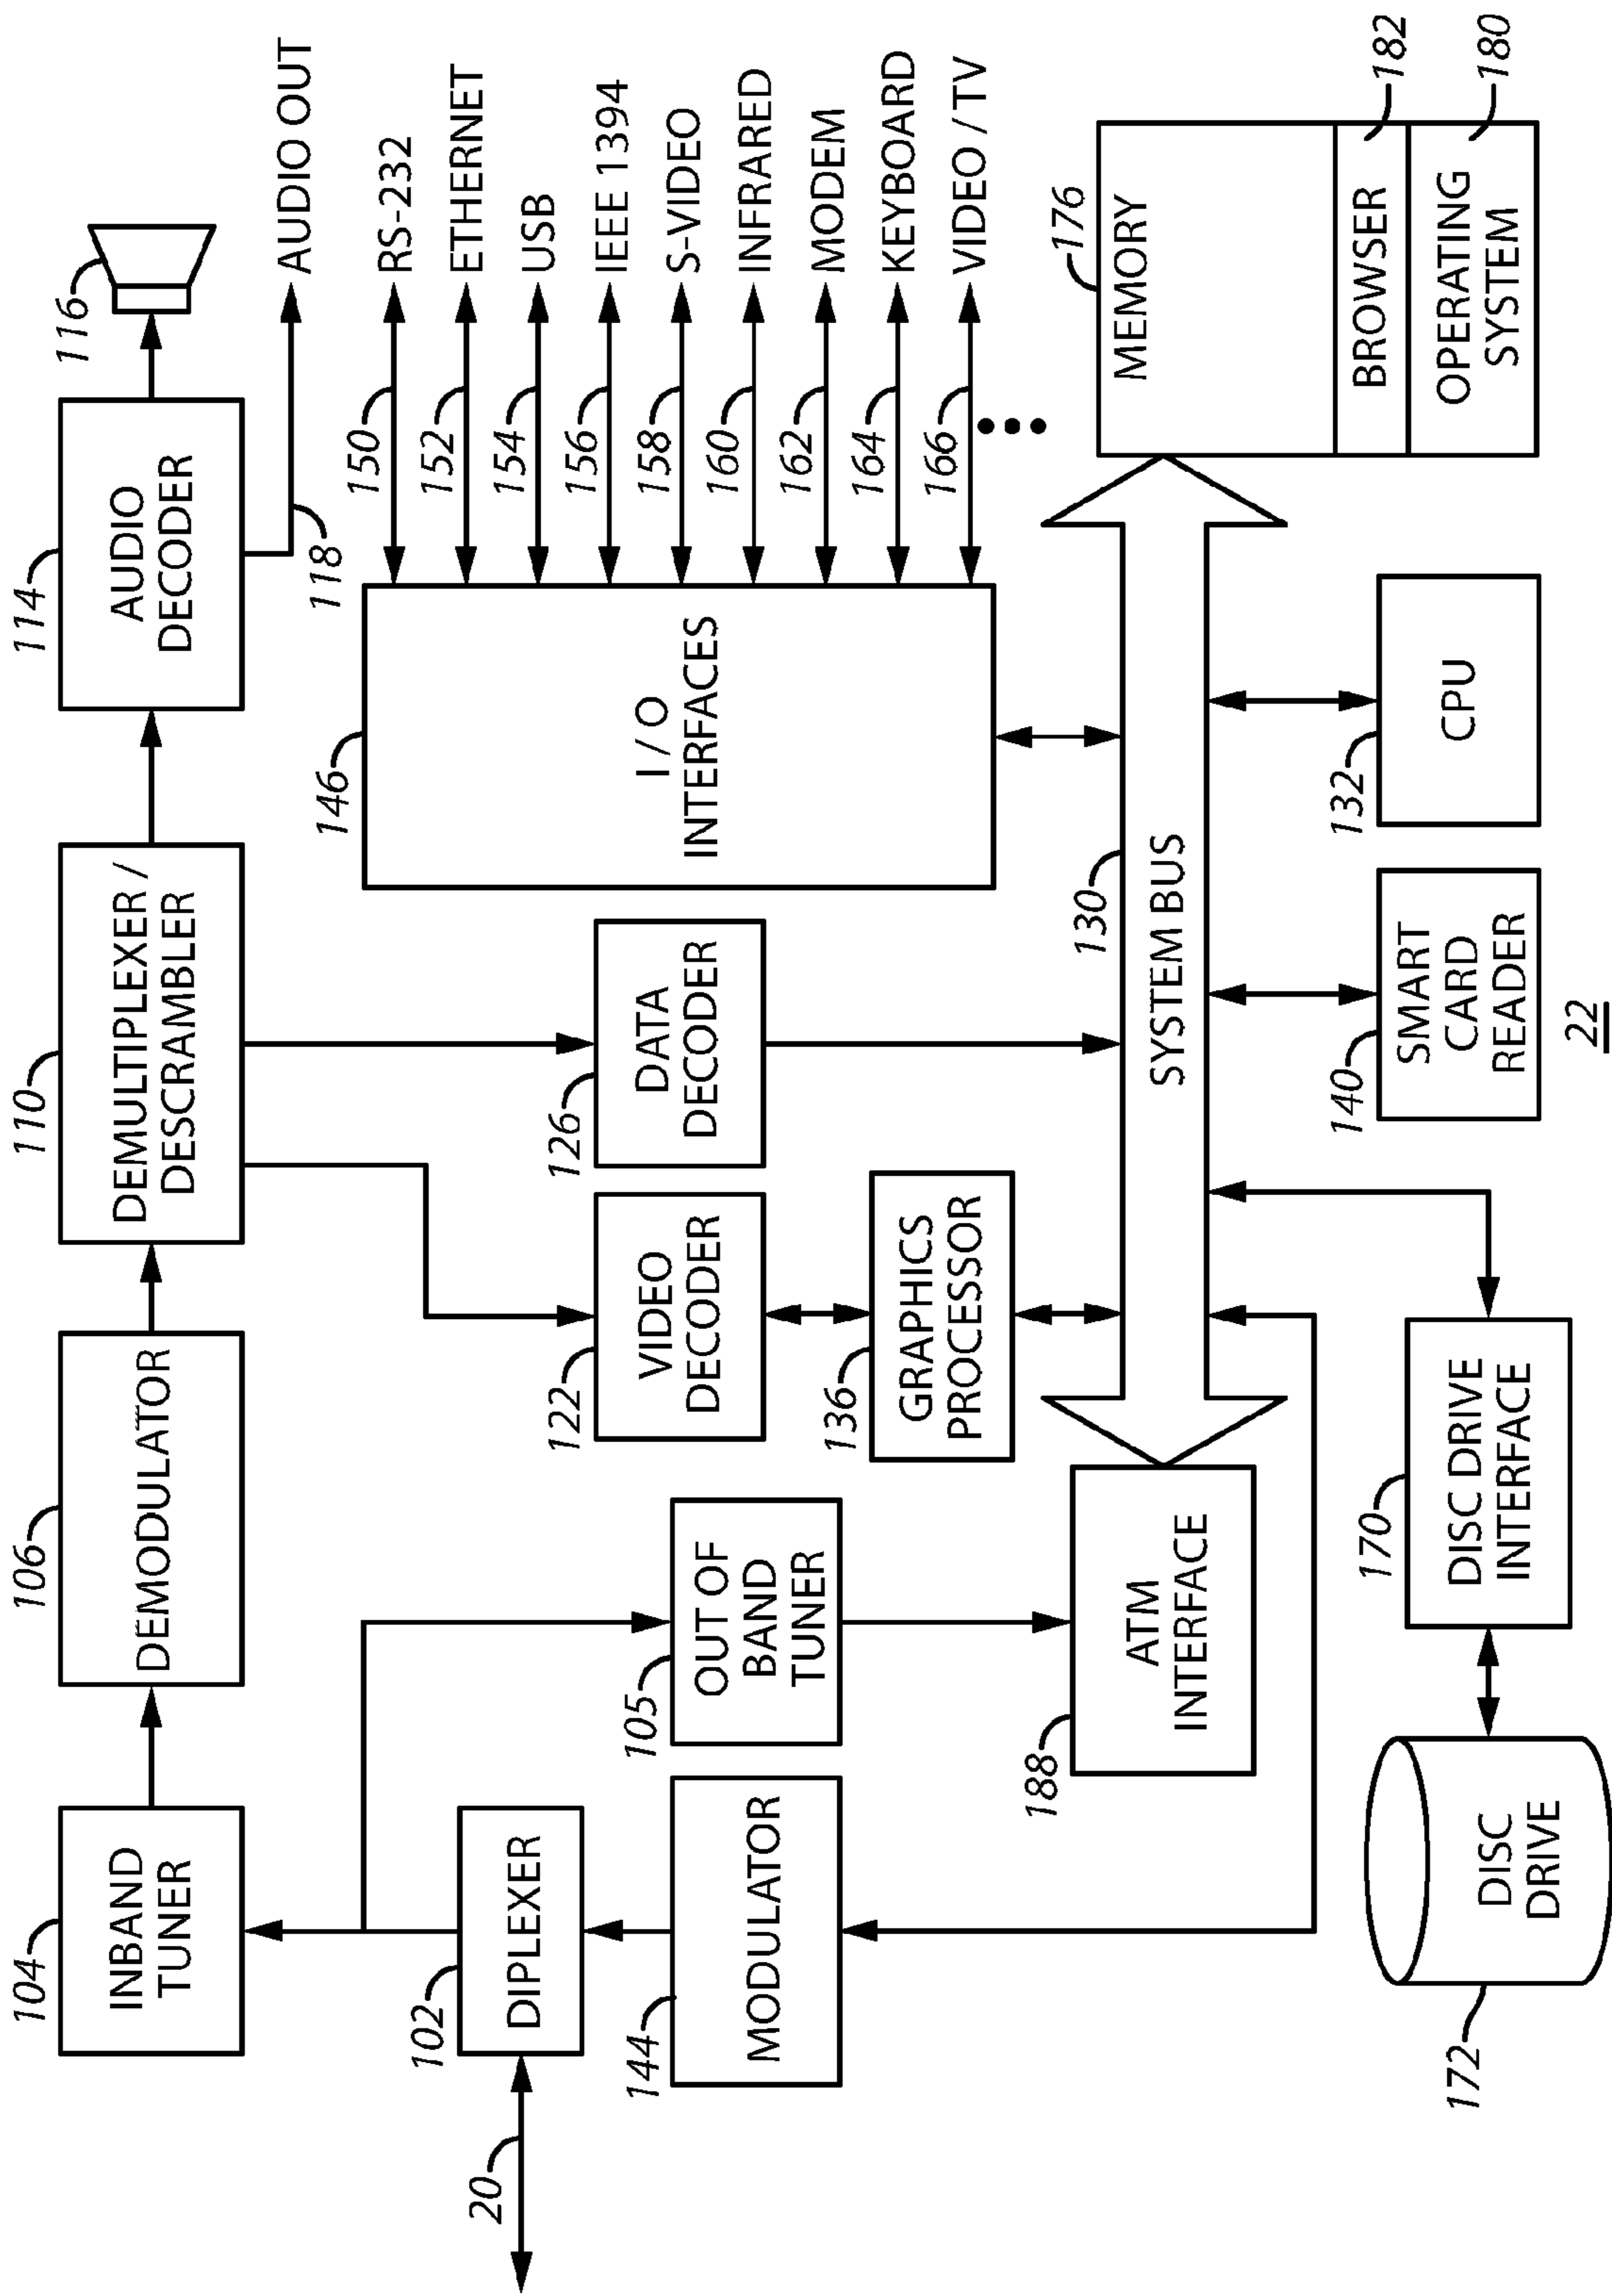 104
INBAND
TUNER
106
DEMODULATOR
110
DEMULTIPLEXER /
DESCRAMBLER
114
AUDIO
DECODER
116
118
AUDIO OUT
20
102
DIPLEXER
144
MODULATOR
105
OUT OF
BAND
TUNER
122
VIDEO
DECODER
126
DATA
DECODER
136
GRAPHICS
PROCESSOR
146
I / O
INTERFACES
150
RS-232
152
ETHERNET
154
USB
156
IEEE 1394
158
S-VIDEO
160
INFRARED
162
MODEM
164
KEYBOARD
166
VIDEO / TV
188
ATM
INTERFACE
130
SYSTEM BUS
176
MEMORY
BROWSER
182
OPERATING
SYSTEM
180
172
DISC
DRIVE
170
DISC DRIVE
INTERFACE
140
SMART
CARD
READER
132
CPU
22